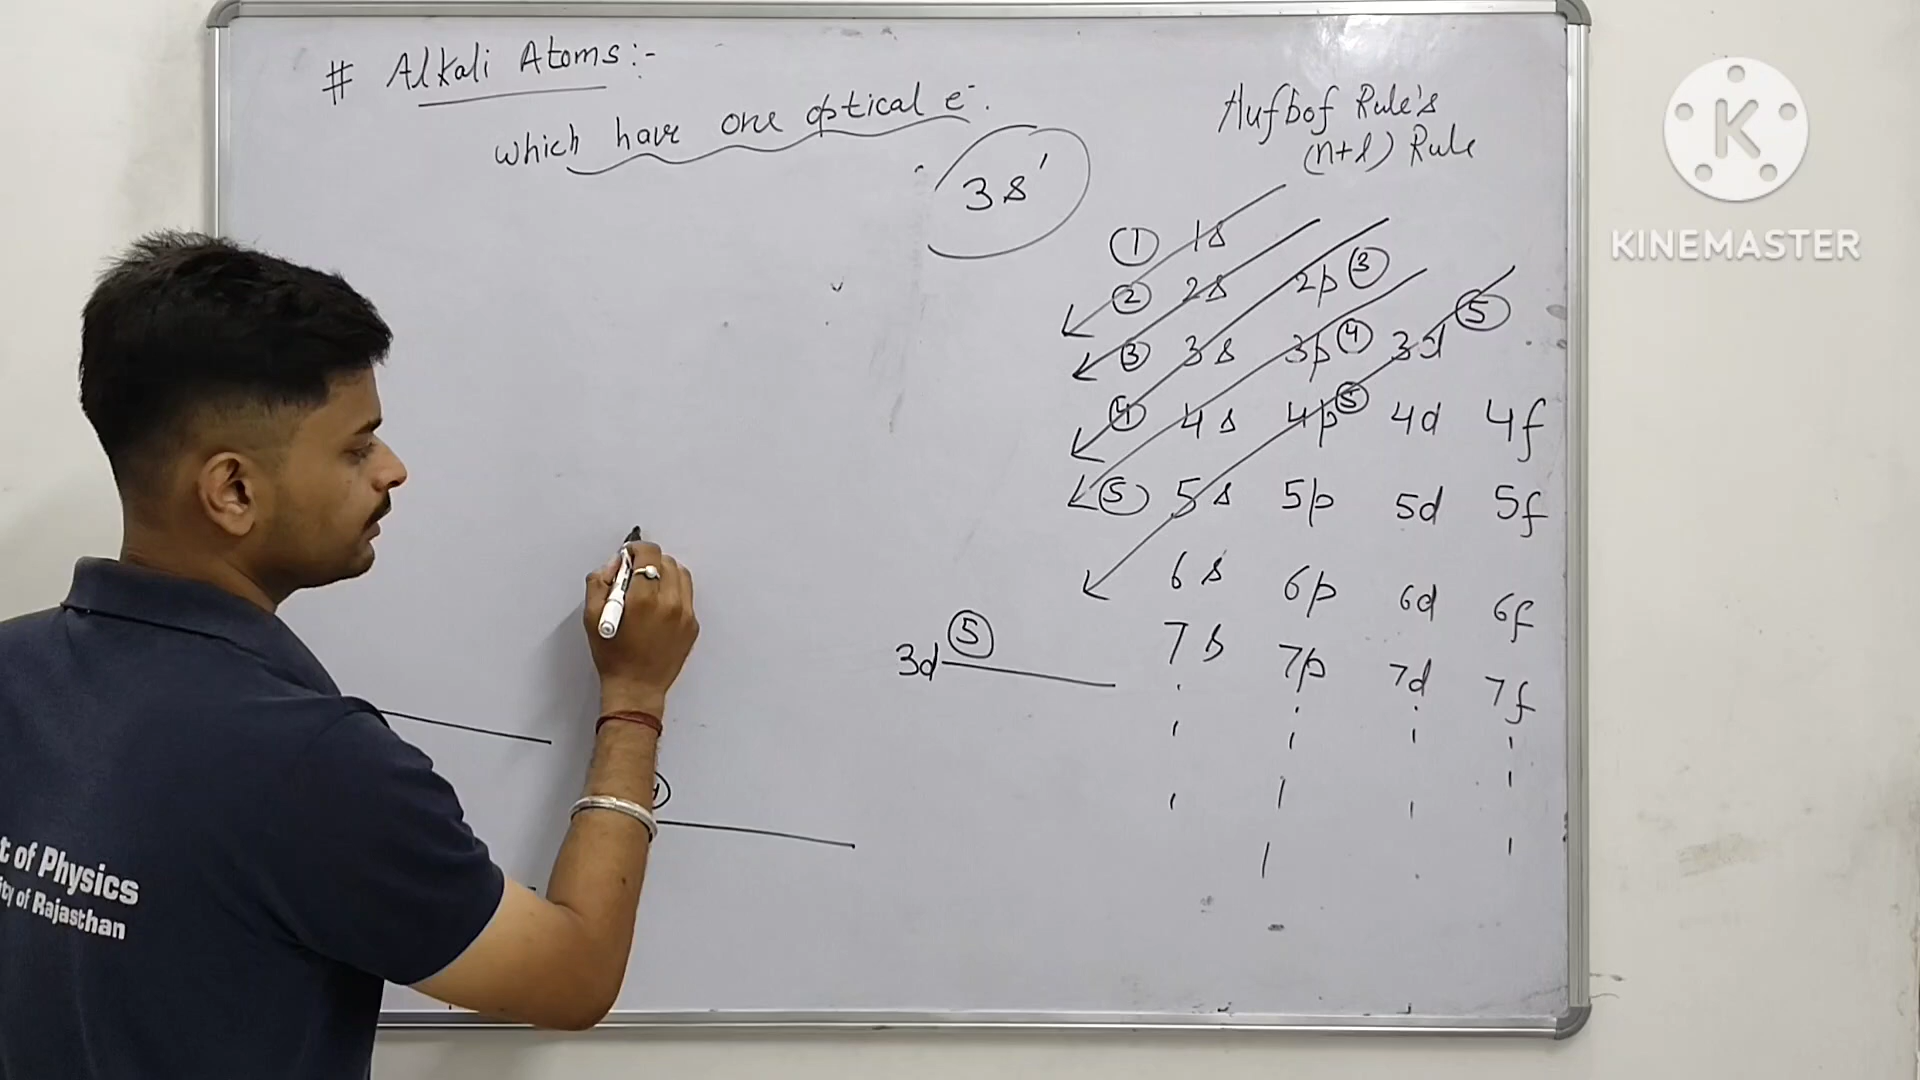 # Alkali Atoms:-
which have one optical e⁻.
3s¹
Aufbof Rule's
(n+l) Rule
① 1s
② 2s 2p ③
③ 3s 3p ④ 3d ⑤
④ 4s 4p ⑤ 4d 4f
⑤ 5s 5p 5d 5f
6s 6p 6d 6f
7s 7p 7d 7f
3d ⑤
t of Physics
ity of Rajasthan
K
KINEMASTER